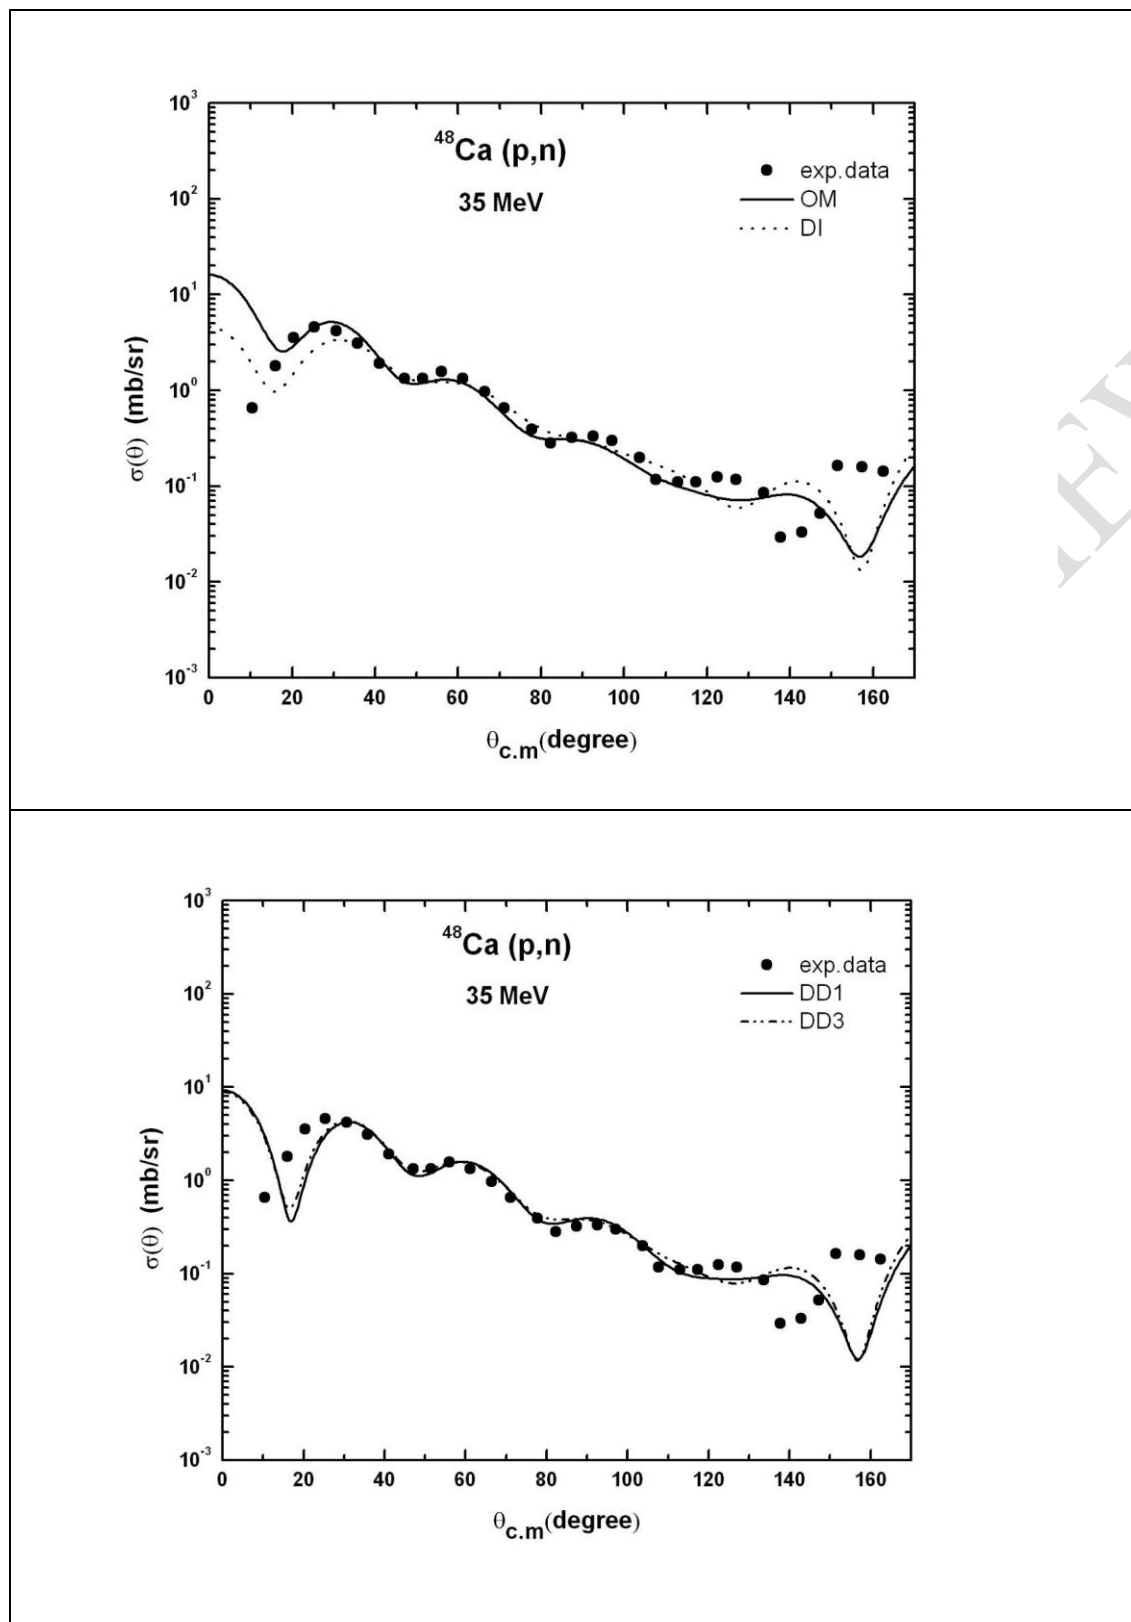 10³
⁴⁸Ca (p,n)
exp.data
10²
35 MeV
OM
DI
10¹
σ(θ) (mb/sr)
10⁰
10⁻¹
10⁻²
10⁻³
0 20 40 60 80 100 120 140 160
θc.m(degree)
10³
⁴⁸Ca (p,n)
exp.data
10²
35 MeV
DD1
DD3
10¹
σ(θ) (mb/sr)
10⁰
10⁻¹
10⁻²
10⁻³
0 20 40 60 80 100 120 140 160
θc.m(degree)